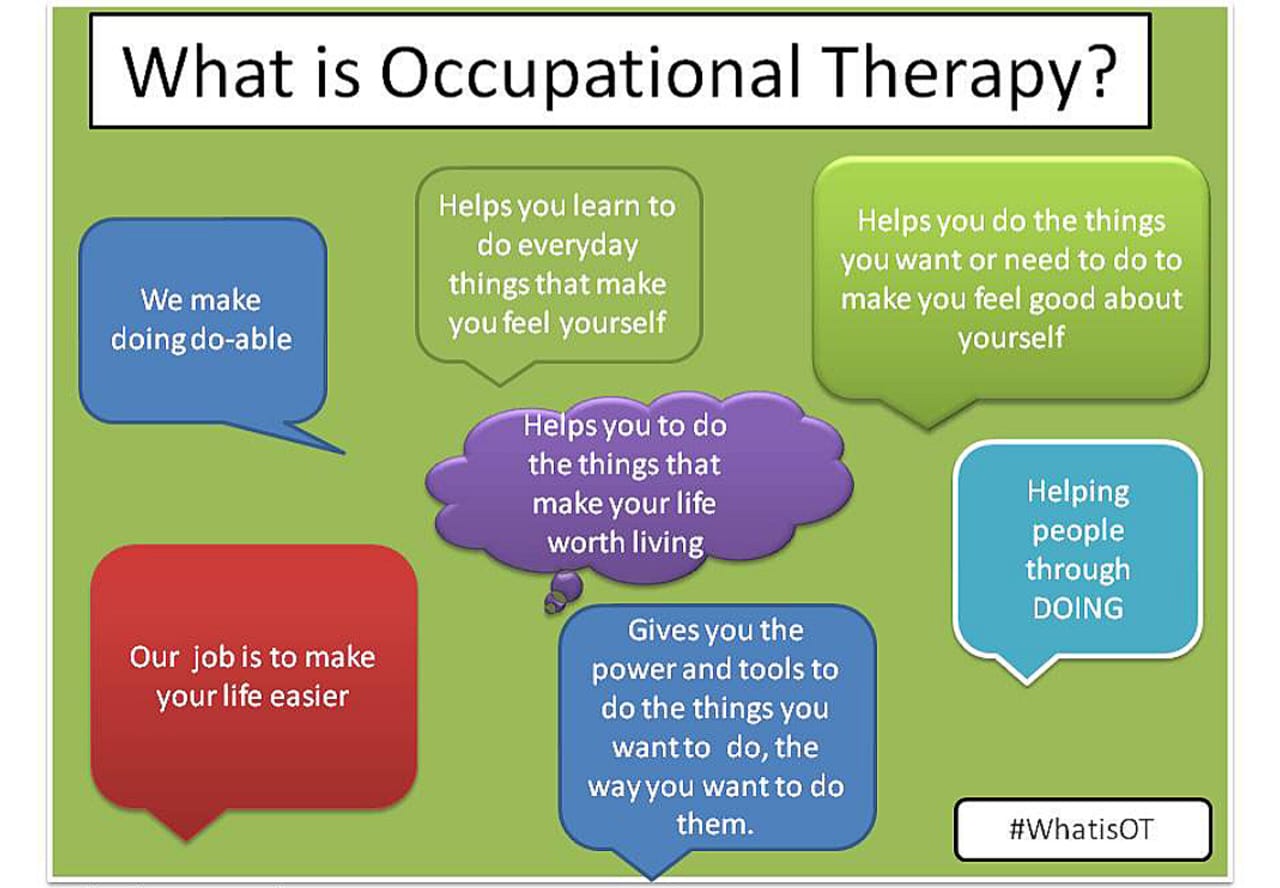 What is Occupational Therapy?
We make
doing do-able
Helps you learn to
do everyday
things that make
you feel yourself
Helps you do the things
you want or need to do to
make you feel good about
yourself
Helps you to do
the things that
make your life
worth living
Helping
people
through
DOING
Our job is to make
your life easier
Gives you the
power and tools to
do the things you
want to do, the
way you want to do
them.
#WhatisOT